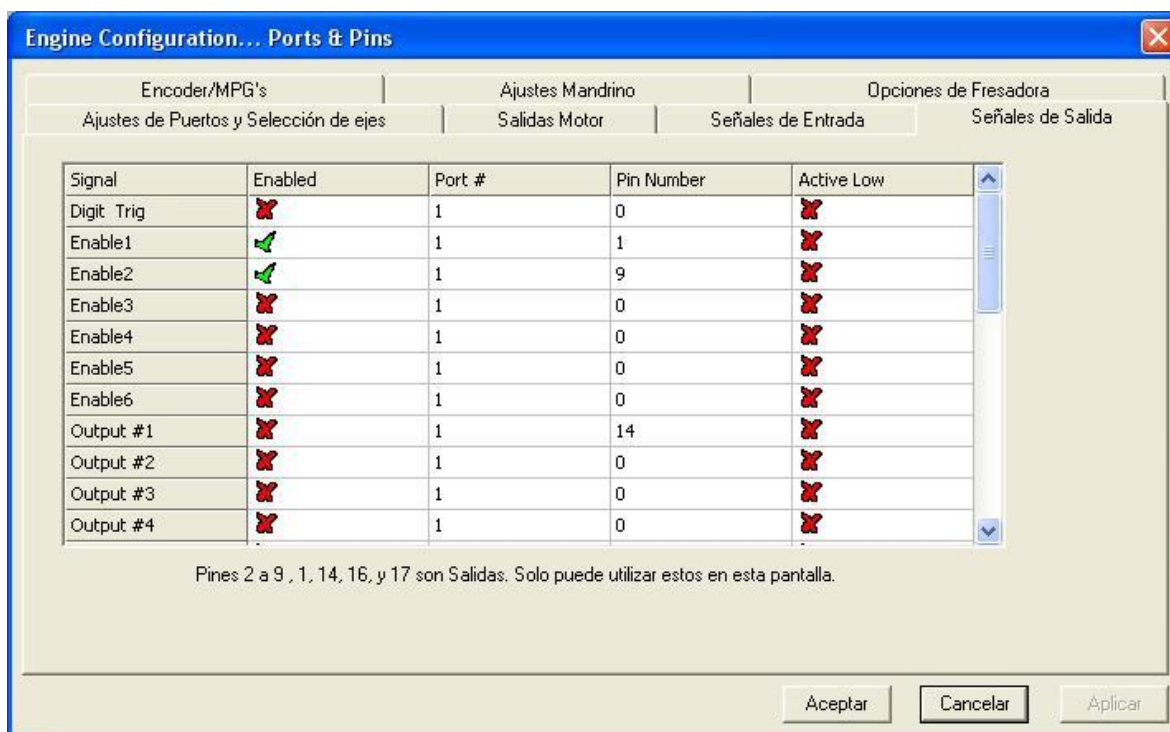 Engine Configuration... Ports & Pins
Encoder/MPG's Ajustes Mandrino Opciones de Fresadora
Ajustes de Puertos y Selección de ejes Salidas Motor Señales de Entrada Señales de Salida
Signal Enabled Port # Pin Number Active Low
Digit Trig 1 0
Enable1 1 1
Enable2 1 9
Enable3 1 0
Enable4 1 0
Enable5 1 0
Enable6 1 0
Output #1 1 14
Output #2 1 0
Output #3 1 0
Output #4 1 0
Pines 2 a 9 , 1, 14, 16, y 17 son Salidas. Solo puede utilizar estos en esta pantalla.
Aceptar Cancelar Aplicar